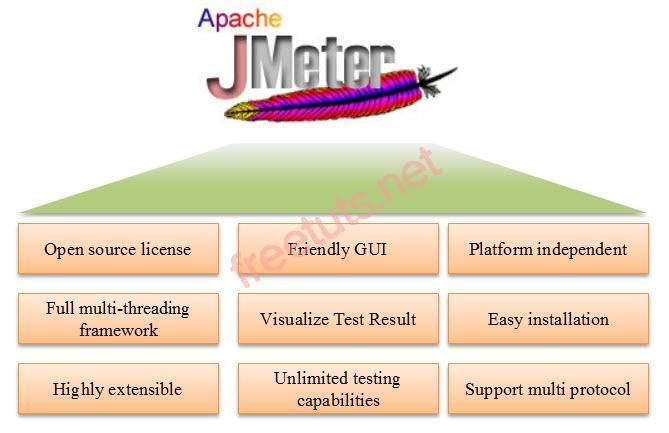 Apache
JMeter
freetuts.net
Open source license
Friendly GUI
Platform independent
Full multi-threading
framework
Visualize Test Result
Easy installation
Highly extensible
Unlimited testing
capabilities
Support multi protocol